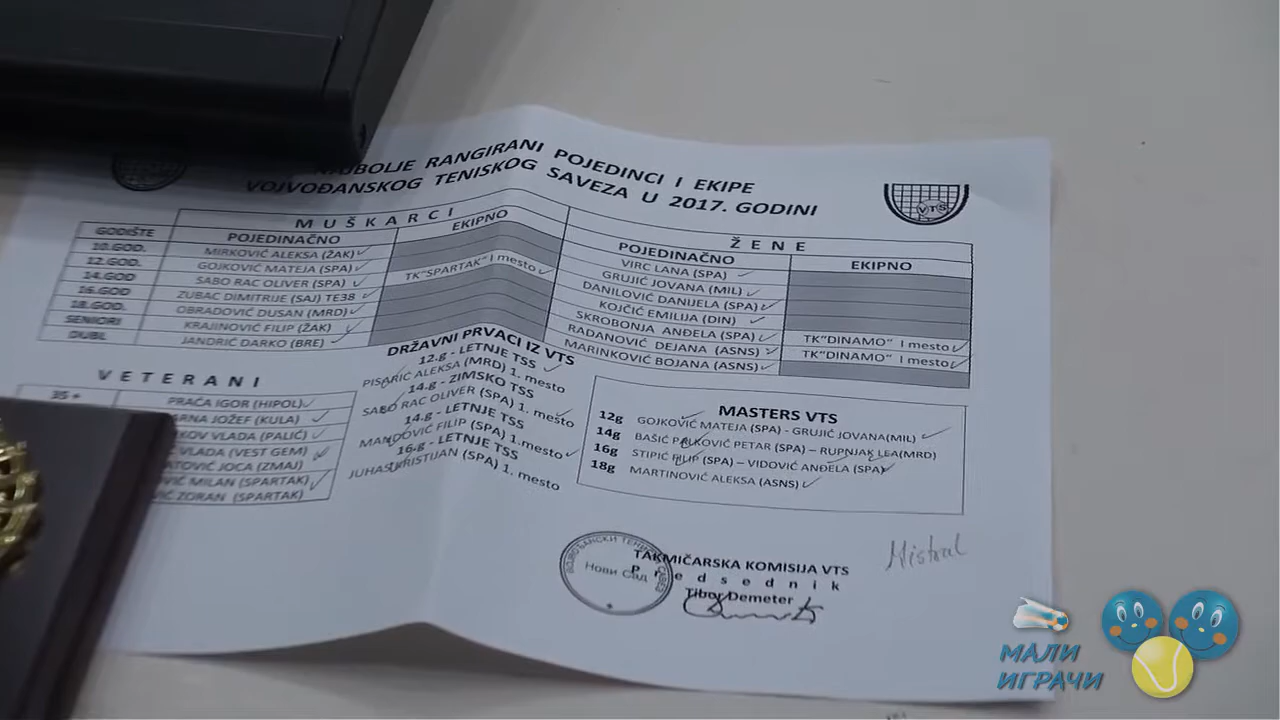 RANGIRANI POJEDINCI I EKIPE
VOJVOĐANSKOG TENISKOG SAVEZA U 2017. GODINI
VTS
MUŠKARCI
ŽENE
GODIŠTE POJEDINAČNO EKIPNO POJEDINAČNO EKIPNO
10.GOD. MIRKOVIĆ ALEKSA (ŽAK) VIRC LANA (SPA)
12.GOD. GOJKOVIĆ MATEJA (SPA) TK"SPARTAK" I mesto GRUJIĆ JOVANA (MIL)
14.GOD SABO RAC OLIVER (SPA) DANILOVIĆ DANIJELA (SPA)
16.GOD ZUBAC DIMITRIJE (SAJ) TE38 KOJČIĆ EMILIJA (DIN)
18.GOD. OBRADOVIĆ DUSAN (MRD) SKROBONJA ANĐELA (SPA)
SENIORI KRAJINOVIĆ FILIP (ŽAK) RADANOVIĆ DEJANA (ASNS) TK"DINAMO" I mesto
DUBL JANDRIĆ DARKO (BRE) MARINKOVIĆ BOJANA (ASNS) TK"DINAMO" I mesto
VETERANI
35 + PRAĆA IGOR (HIPOL)
JOŽEF (KULA)
VLADA (PALIĆ)
VLADA (VEST GEM)
JOCA (ZMAJ)
MILAN (SPARTAK)
ZORAN (SPARTAK)
DRŽAVNI PRVACI IZ VTS
12.g - LETNJE TSS
PISARIĆ ALEKSA (MRD) 1. mesto
14.g - ZIMSKO TSS
SABO RAC OLIVER (SPA) 1. mesto
14.g - LETNJE TSS
MANDOVIĆ FILIP (SPA) 1.mesto
16.g - LETNJE TSS
JUHAS KRISTIJAN (SPA) 1. mesto
MASTERS VTS
12g GOJKOVIĆ MATEJA (SPA) - GRUJIĆ JOVANA(MIL)
14g BAŠIĆ PALKOVIĆ PETAR (SPA) – RUPNJAK LEA(MRD)
16g STIPIĆ FILIP (SPA) – VIDOVIĆ ANĐELA (SPA)
18g MARTINOVIĆ ALEKSA (ASNS)
Нови Сад
TAKMIČARSKA KOMISIJA VTS
Predsednik
Tibor Demeter
Mistral
МАЛИ
ИГРАЧИ